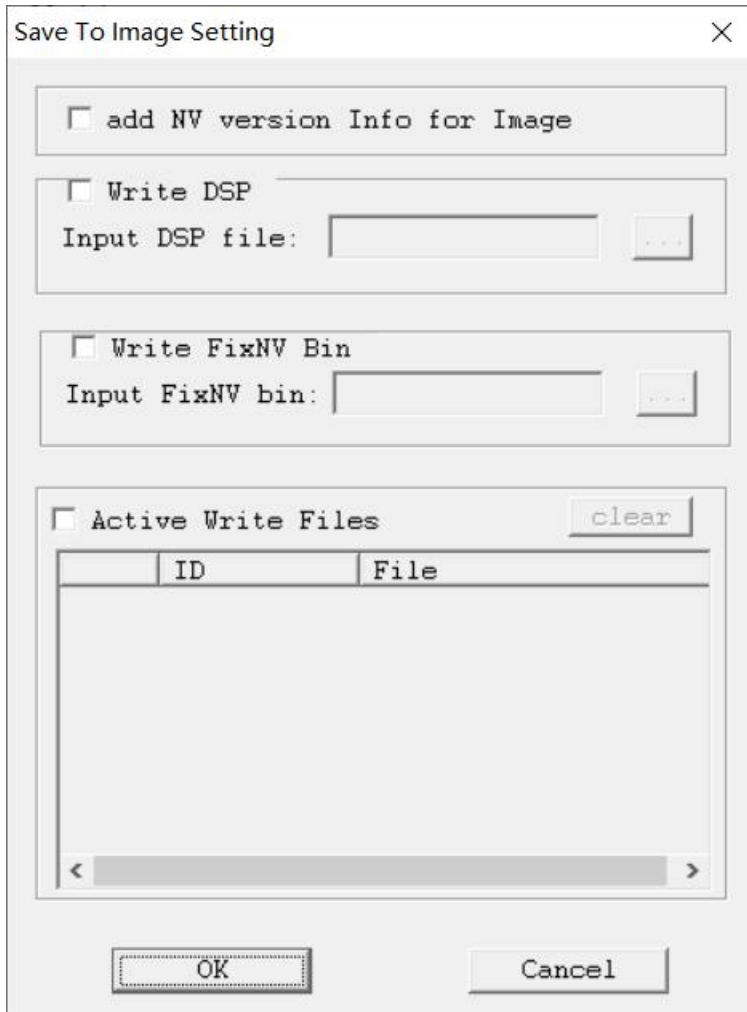 Save To Image Setting
add NV version Info for Image
Write DSP
Input DSP file: ...
Write FixNV Bin
Input FixNV bin: ...
Active Write Files clear
ID File
OK Cancel